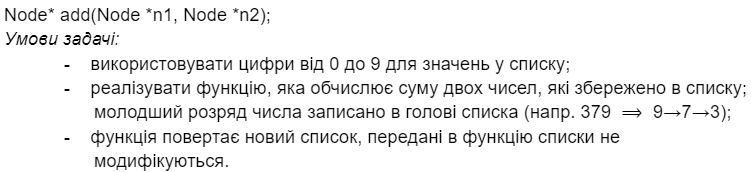 Node* add(Node *n1, Node *n2);
Умови задачі:
- використовувати цифри від 0 до 9 для значень у списку;
- реалізувати функцію, яка обчислює суму двох чисел, які збережено в списку;
молодший розряд числа записано в голові списка (напр. 379 ⟹ 9→7→3);
- функція повертає новий список, передані в функцію списки не
модифікуються.